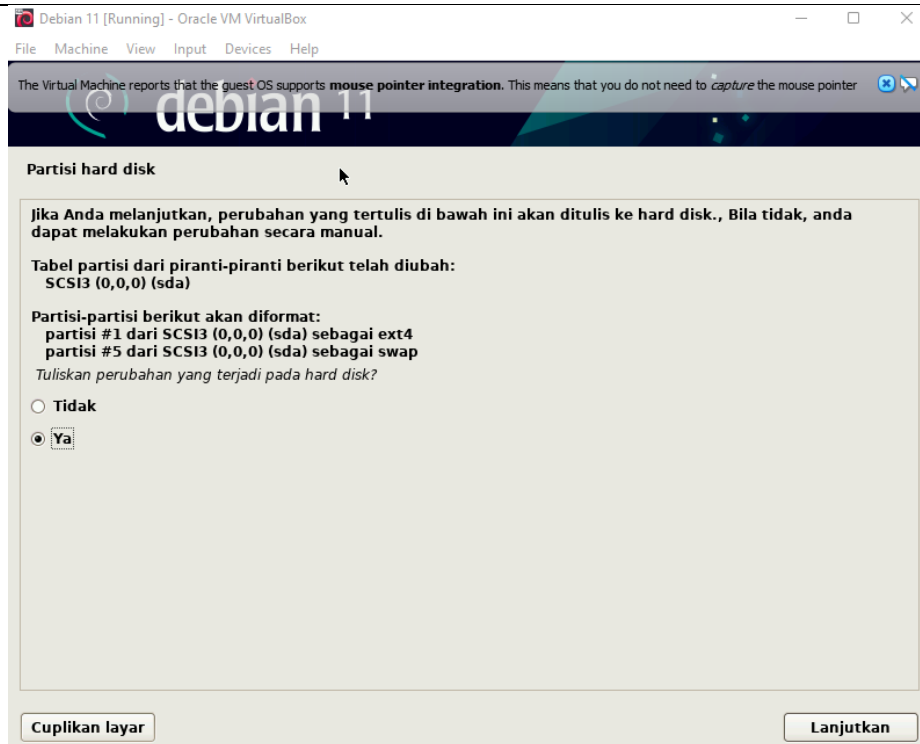 Debian 11 [Running] - Oracle VM VirtualBox
File Machine View Input Devices Help
The Virtual Machine reports that the guest OS supports mouse pointer integration. This means that you do not need to capture the mouse pointer
debian 11
Partisi hard disk
Jika Anda melanjutkan, perubahan yang tertulis di bawah ini akan ditulis ke hard disk., Bila tidak, anda
dapat melakukan perubahan secara manual.
Tabel partisi dari piranti-piranti berikut telah diubah:
SCSI3 (0,0,0) (sda)
Partisi-partisi berikut akan diformat:
partisi #1 dari SCSI3 (0,0,0) (sda) sebagai ext4
partisi #5 dari SCSI3 (0,0,0) (sda) sebagai swap
Tuliskan perubahan yang terjadi pada hard disk?
Tidak
Ya
Cuplikan layar
Lanjutkan